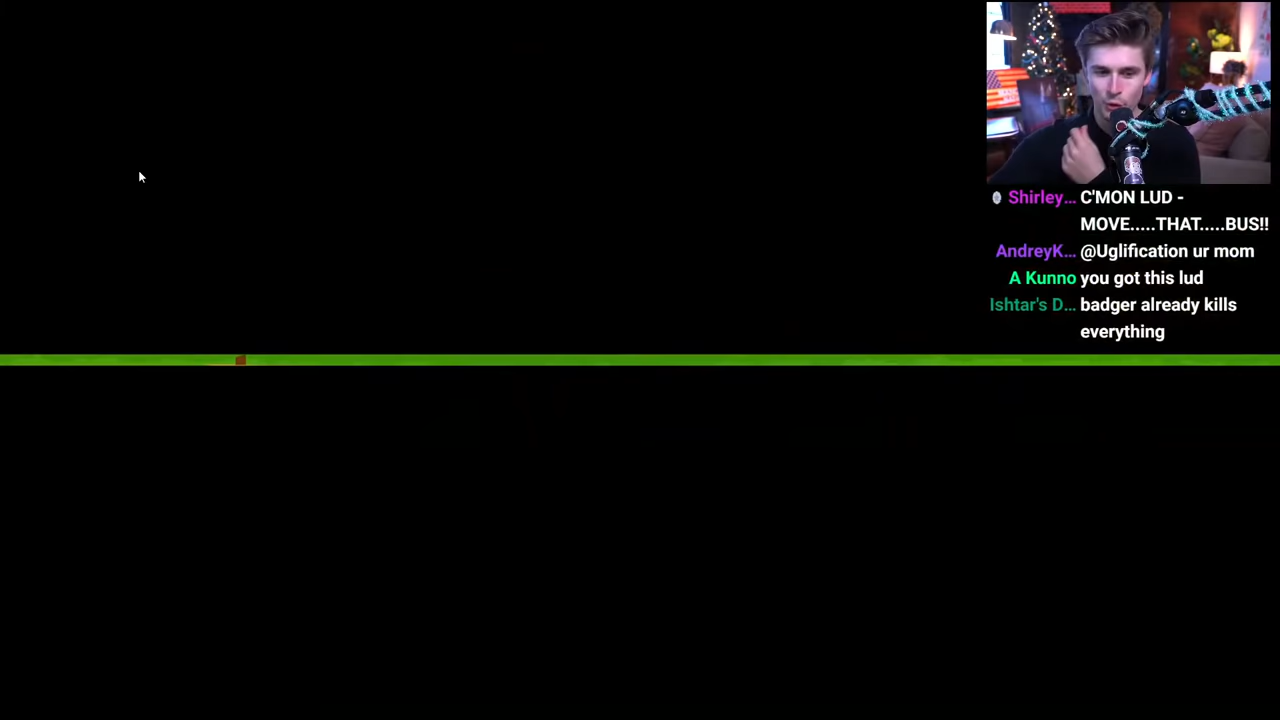 Shirley… C'MON LUD -
MOVE.....THAT.....BUS!!
AndreyK… @Uglification ur mom
A Kunno you got this lud
Ishtar's D… badger already kills
everything